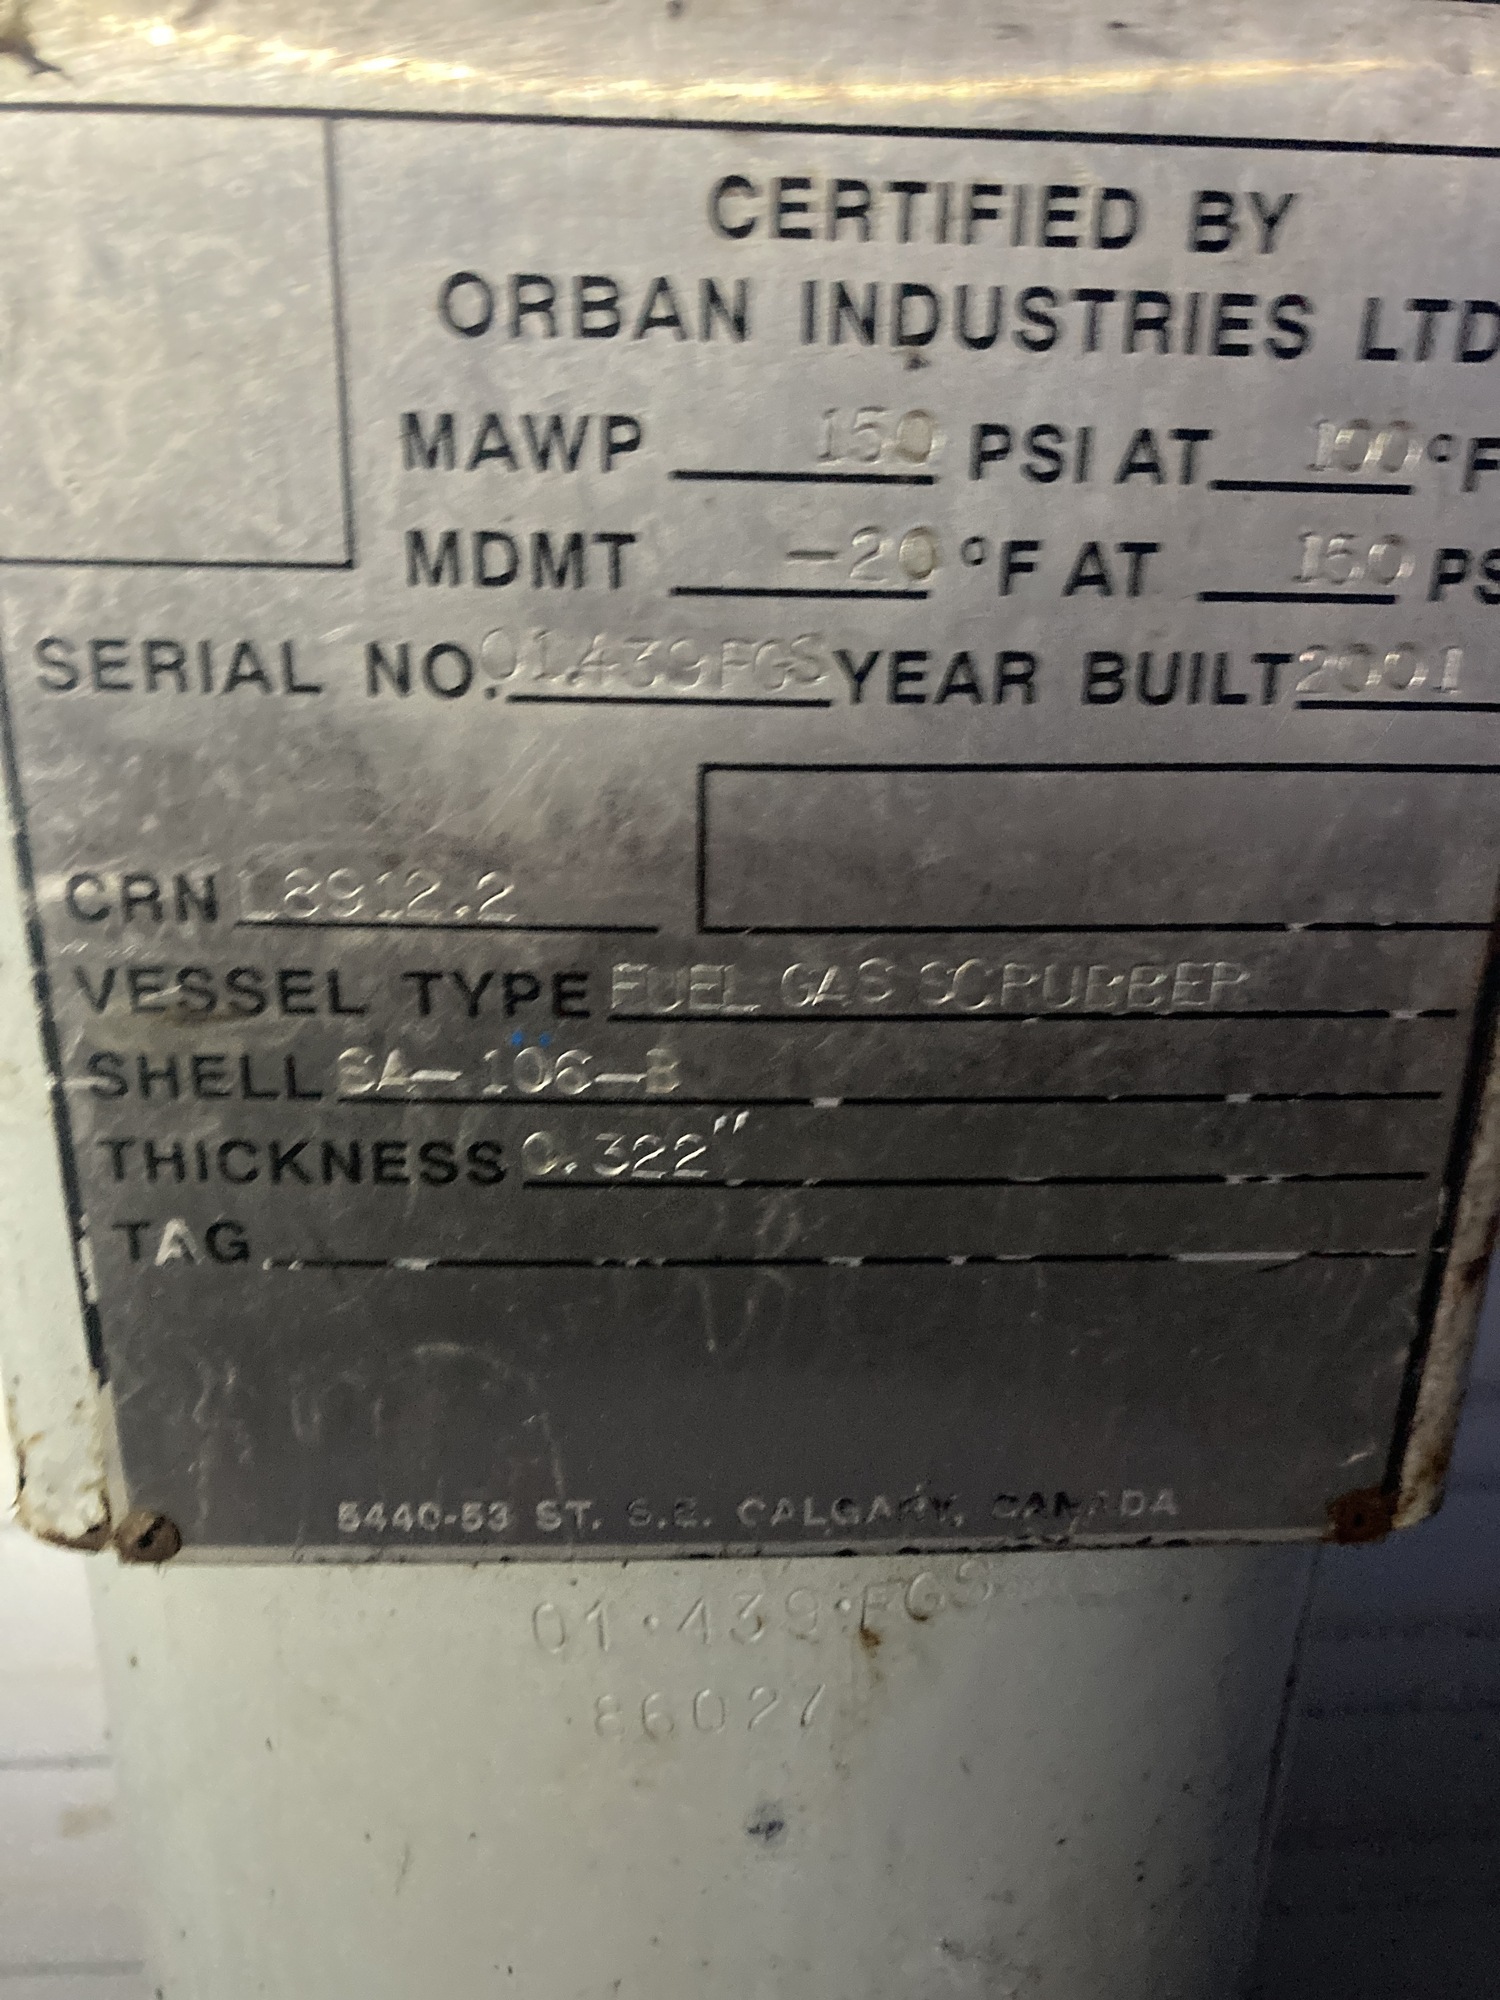 CERTIFIED BY
ORBAN INDUSTRIES LTD
MAWP 150 PSI AT 100 °F
MDMT -20 °F AT 150 PS
SERIAL NO. 01.439FGS YEAR BUILT 2001
CRN L8912.2
VESSEL TYPE FUEL GAS SCRUBBER
SHELL SA-106-B
THICKNESS 0.322"
TAG
5440-53 ST. S.E. CALGARY, CANADA
01·439·FGS
86027